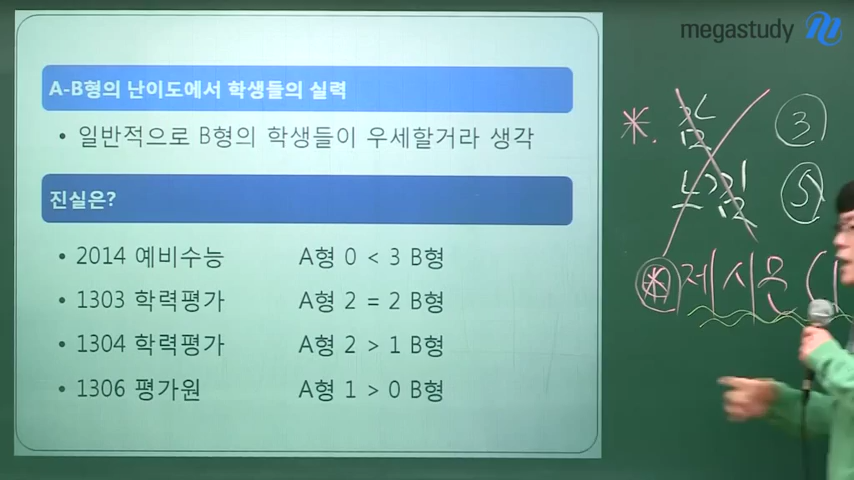 megastudy
A-B형의 난이도에서 학생들의 실력
• 일반적으로 B형의 학생들이 우세할거라 생각
진실은?
• 2014 예비수능 A형 0 < 3 B형
• 1303 학력평가 A형 2 = 2 B형
• 1304 학력평가 A형 2 > 1 B형
• 1306 평가원 A형 1 > 0 B형
③
⑤
제시문 (